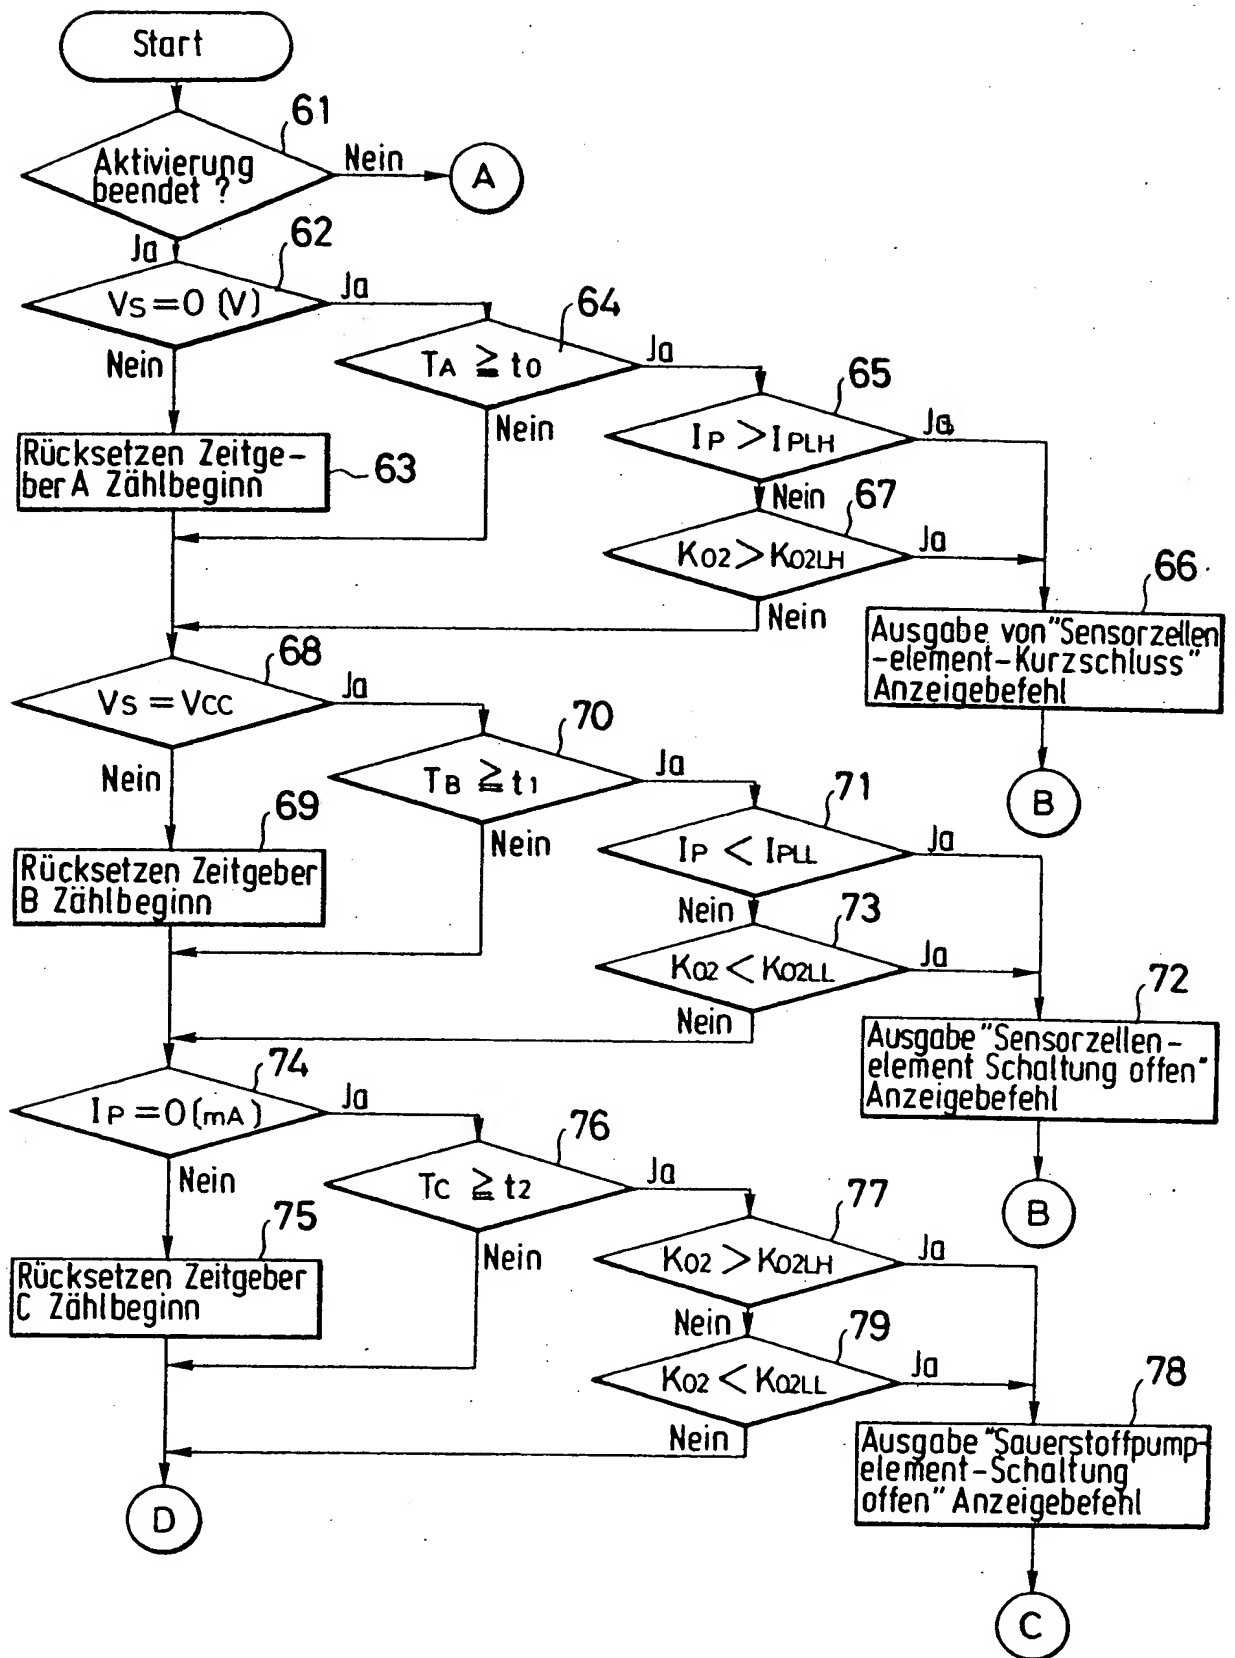 Start
61
Aktivierung
beendet ?
Nein
A
Ja
62
Vs=0 (V)
Ja
64
Nein
TA ≧ t0
Ja
65
Nein
IP > IPLH
Ja
Rücksetzen Zeitge-
ber A Zählbeginn
63
Nein
67
KO2 > KO2LH
Ja
66
Nein
Ausgabe von "Sensorzellen
-element-Kurzschluss"
Anzeigebefehl
68
Vs = Vcc
Ja
70
B
Nein
TB ≧ t1
Ja
71
69
Nein
IP < IPLL
Ja
Rücksetzen Zeitgeber
B Zählbeginn
Nein
73
KO2 < KO2LL
Ja
72
Nein
Ausgabe "Sensorzellen-
element Schaltung offen"
Anzeigebefehl
74
IP = 0 (mA)
Ja
76
Nein
TC ≧ t2
Ja
77
B
75
Nein
KO2 > KO2LH
Ja
Rücksetzen Zeitgeber
C Zählbeginn
Nein
79
KO2 < KO2LL
Ja
78
Nein
Ausgabe "Sauerstoffpump-
element-Schaltung
offen" Anzeigebefehl
D
C